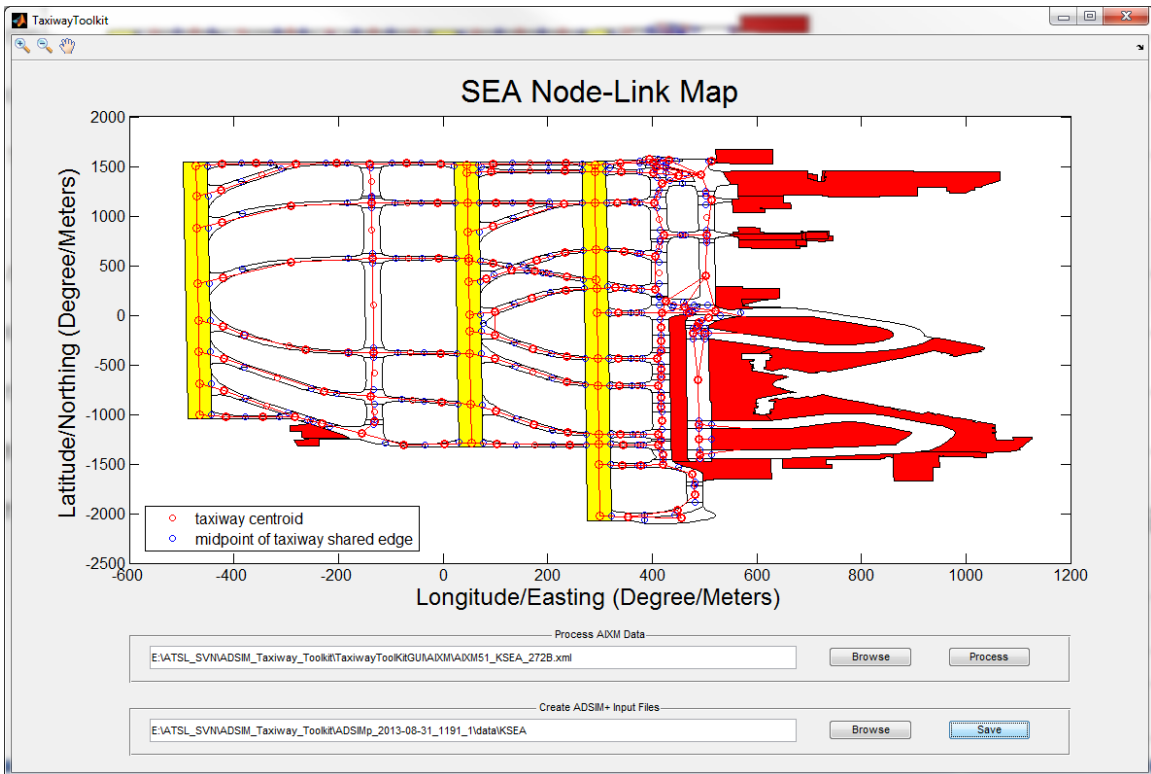 TaxiwayToolkit
SEA Node-Link Map
Latitude/Northing (Degree/Meters)
2000
1500
1000
500
0
-500
-1000
-1500
-2000
-2500
taxiway centroid
midpoint of taxiway shared edge
-600 -400 -200 0 200 400 600 800 1000 1200
Longitude/Easting (Degree/Meters)
Process AIXM Data
E:\ATSL_SVN\ADSIM_Taxiway_Toolkit\TaxiwayToolKitGUI\AIXM\AIXM51_KSEA_272B.xml Browse Process
Create ADSIM+ Input Files
E:\ATSL_SVN\ADSIM_Taxiway_Toolkit\ADSIMp_2013-08-31_1191_1\data\KSEA Browse Save